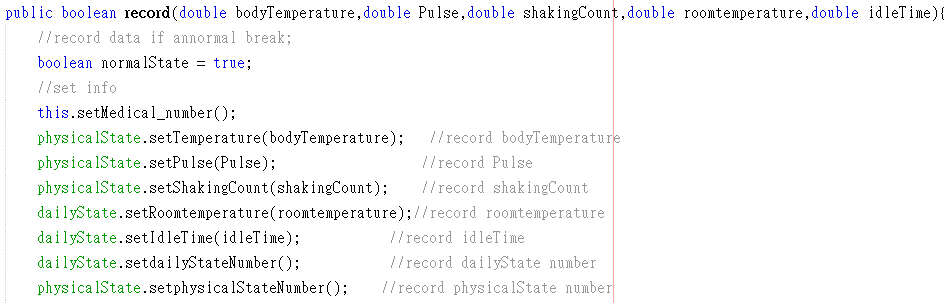 public boolean record(double bodyTemperature,double Pulse,double shakingCount,double roomtemperature,double idleTime){
//record data if annormal break;
boolean normalState = true;
//set info
this.setMedical_number();
physicalState.setTemperature(bodyTemperature); //record bodyTemperature
physicalState.setPulse(Pulse); //record Pulse
physicalState.setShakingCount(shakingCount); //record shakingCount
dailyState.setRoomtemperature(roomtemperature);//record roomtemperature
dailyState.setIdleTime(idleTime); //record idleTime
dailyState.setdailyStateNumber(); //record dailyState number
physicalState.setphysicalStateNumber(); //record physicalState number